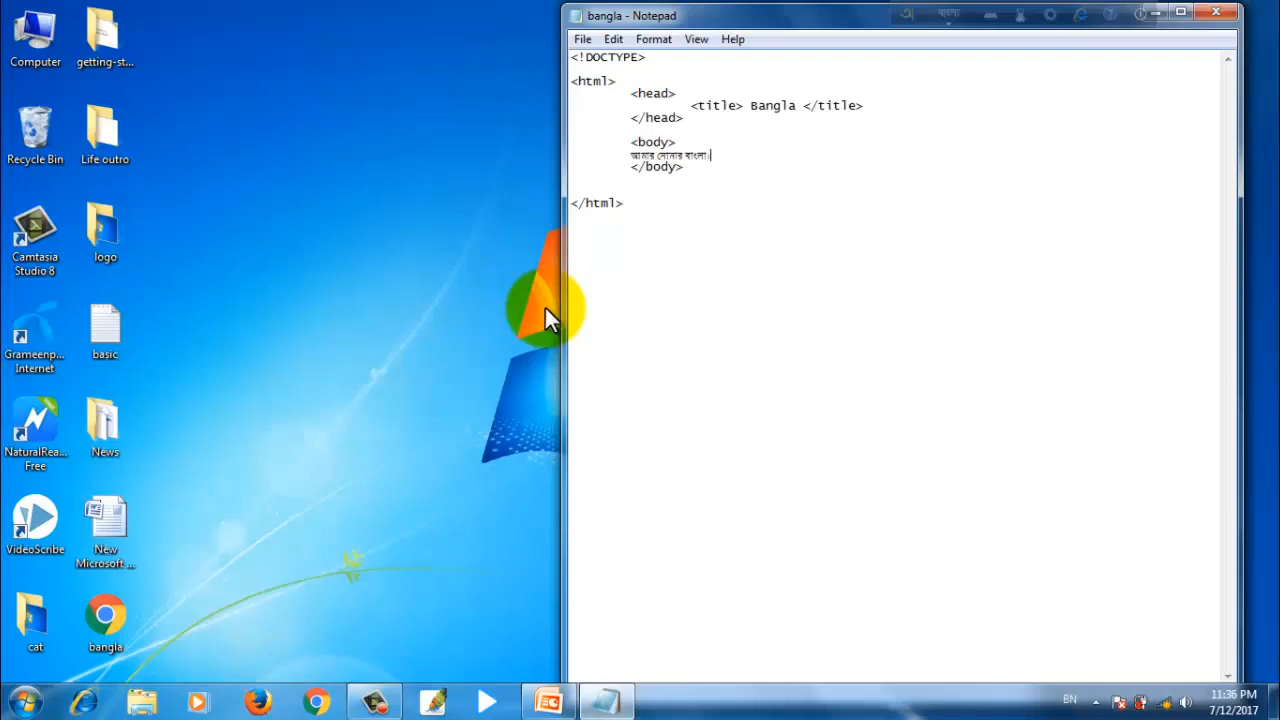 bangla - Notepad
বাংলা
File Edit Format View Help
<!DOCTYPE>
<html>
<head>
<title> Bangla </title>
</head>
<body>
আমার সোনার বাংলা।
</body>
</html>
Computer
getting-st...
Recycle Bin
Life outro
Camtasia
Studio 8
logo
Grameenp...
Internet
basic
NaturalRea...
Free
News
VideoScribe
New
Microsoft ...
cat
bangla
BN
11:36 PM
7/12/2017